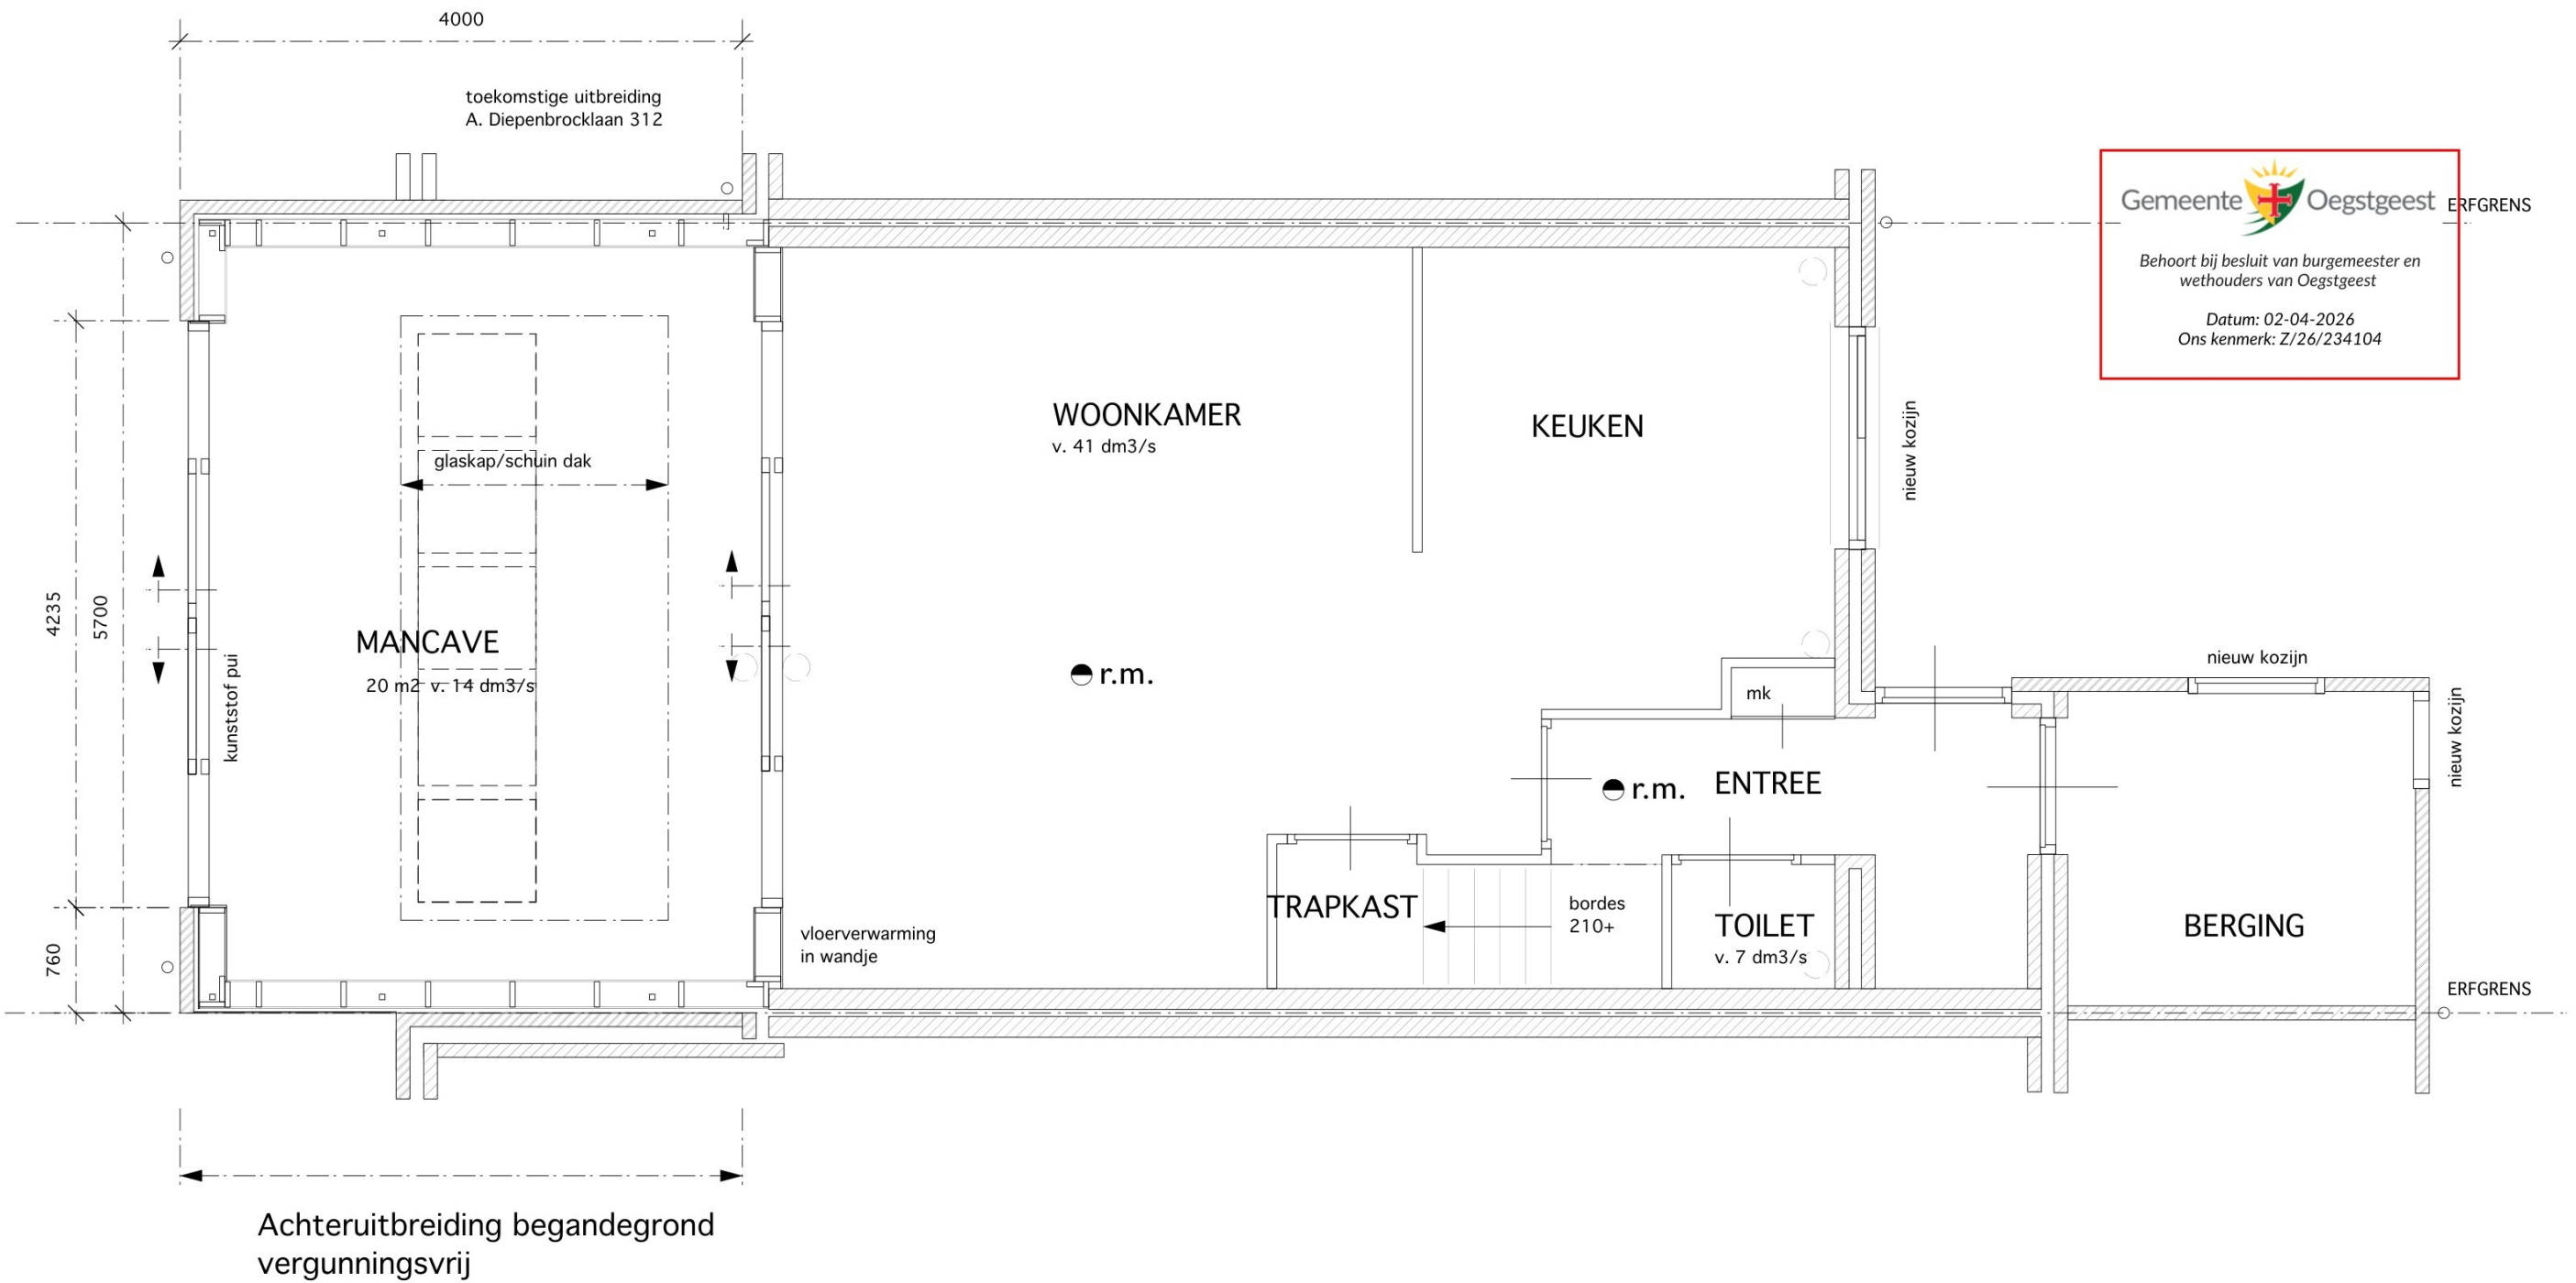 4000
toekomstige uitbreiding
A. Diepenbrocklaan 312
Gemeente Oegstgeest
ERFGRENS
Behoort bij besluit van burgemeester en
wethouders van Oegstgeest
Datum: 02-04-2026
Ons kenmerk: Z/26/234104
WOONKAMER
v. 41 dm3/s
KEUKEN
nieuw kozijn
glaskap/schuin dak
4235
5700
MANCAVE
20 m2 v. 14 dm3/s
kunststof pui
r.m.
mk
nieuw kozijn
nieuw kozijn
r.m.
ENTREE
TRAPKAST
bordes
210+
TOILET
v. 7 dm3/s
BERGING
760
vloerverwarming
in wandje
ERFGRENS
Achteruitbreiding begandegrond
vergunningsvrij